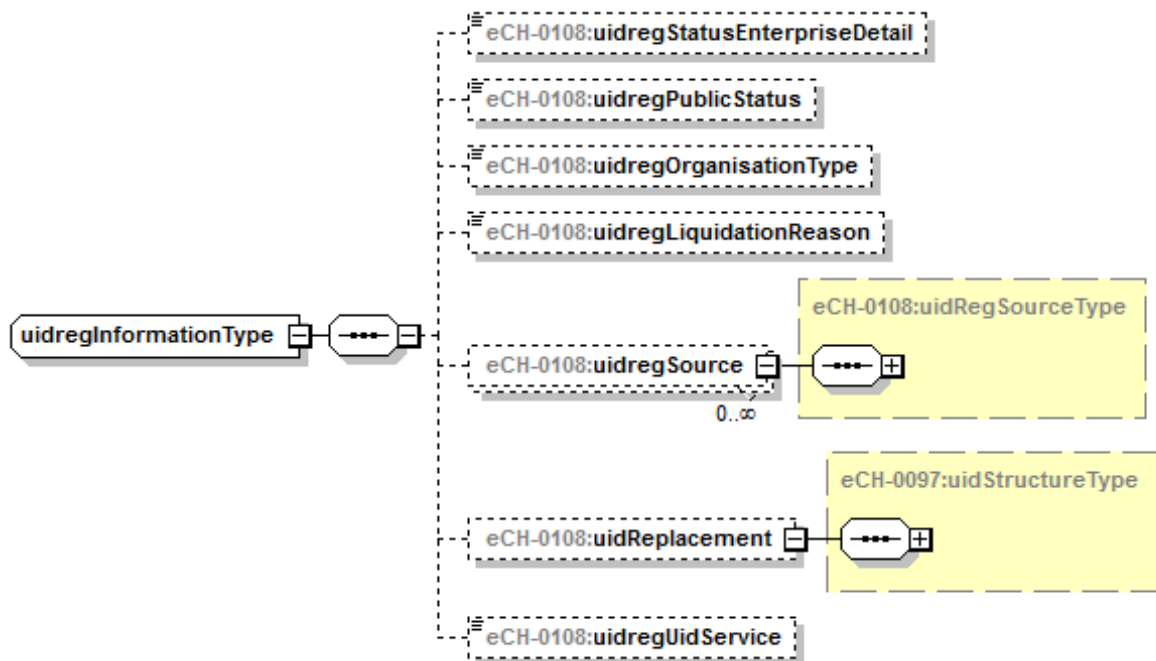 eCH-0108:uidregStatusEnterpriseDetail
eCH-0108:uidregPublicStatus
eCH-0108:uidregOrganisationType
eCH-0108:uidregLiquidationReason
uidregInformationType
eCH-0108:uidRegSourceType
eCH-0108:uidregSource
0..∞
eCH-0097:uidStructureType
eCH-0108:uidReplacement
eCH-0108:uidregUidService